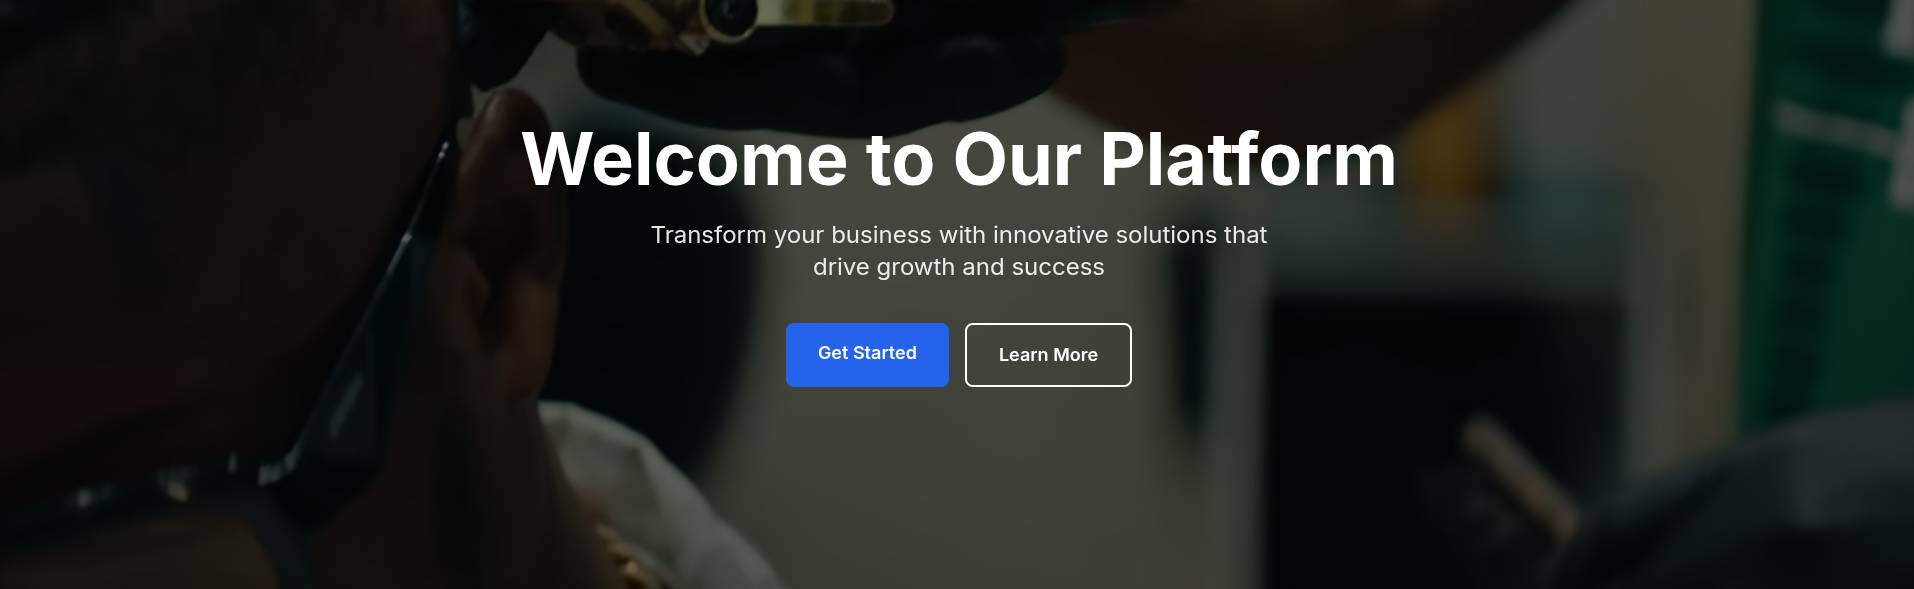 Welcome to Our Platform
Transform your business with innovative solutions that
drive growth and success
Get Started
Learn More